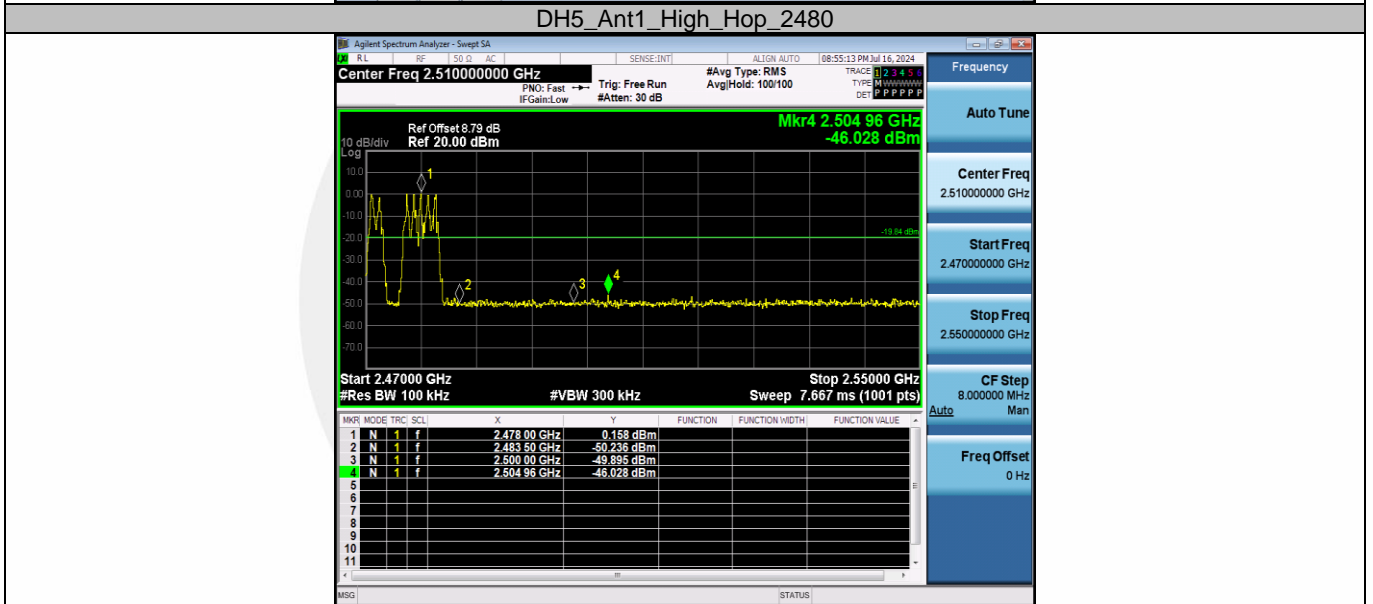 DH5_Ant1_High_Hop_2480
Agilent Spectrum Analyzer - Swept SA
RL RF 50 Ω AC SENSE:INT ALIGN AUTO 08:55:13 PM Jul 16, 2024
Center Freq 2.510000000 GHz
PNO: Fast
IFGain:Low
Trig: Free Run
#Atten: 30 dB
#Avg Type: RMS
Avg|Hold: 100/100
TRACE 1 2 3 4 5 6
TYPE M WWWWW
DET P P P P P P
Mkr4 2.504 96 GHz
-46.028 dBm
Ref Offset 8.79 dB
10 dB/div Ref 20.00 dBm
Log
10.0
0.00
-10.0
-20.0
-30.0
-40.0
-50.0
-60.0
-70.0
1
2
3
4
-19.84 dBm
Start 2.47000 GHz Stop 2.55000 GHz
#Res BW 100 kHz #VBW 300 kHz Sweep 7.667 ms (1001 pts)
MKR MODE TRC SCL X Y FUNCTION FUNCTION WIDTH FUNCTION VALUE
1 N 1 f 2.478 00 GHz 0.158 dBm
2 N 1 f 2.483 50 GHz -50.236 dBm
3 N 1 f 2.500 00 GHz -49.895 dBm
4 N 1 f 2.504 96 GHz -46.028 dBm
5
6
7
8
9
10
11
MSG STATUS
Frequency
Auto Tune
Center Freq
2.510000000 GHz
Start Freq
2.470000000 GHz
Stop Freq
2.550000000 GHz
CF Step
8.000000 MHz
Auto Man
Freq Offset
0 Hz